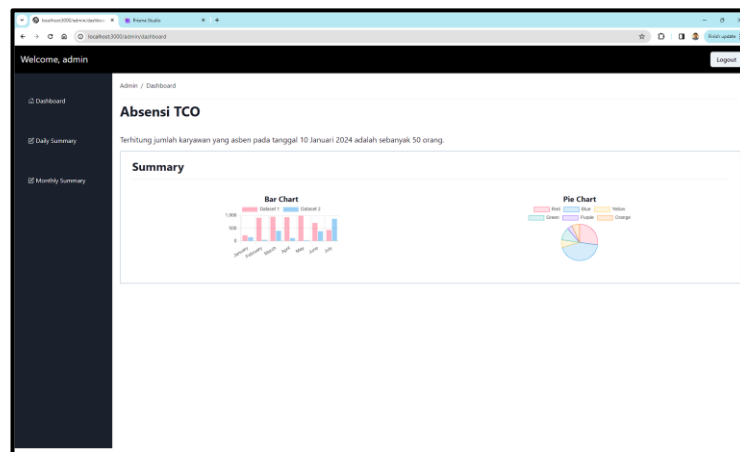 localhost:3000/admin/dashboard
Prisma Studio
localhost:3000/admin/dashboard
Finish update
Welcome, admin
Logout
Dashboard
Daily Summary
Monthly Summary
Admin / Dashboard
Absensi TCO
Terhitung jumlah karyawan yang asben pada tanggal 10 Januari 2024 adalah sebanyak 50 orang.
Summary
Bar Chart
Dataset 1 Dataset 2
1,000
500
0
January February March April May June July
Pie Chart
Red Blue Yellow
Green Purple Orange